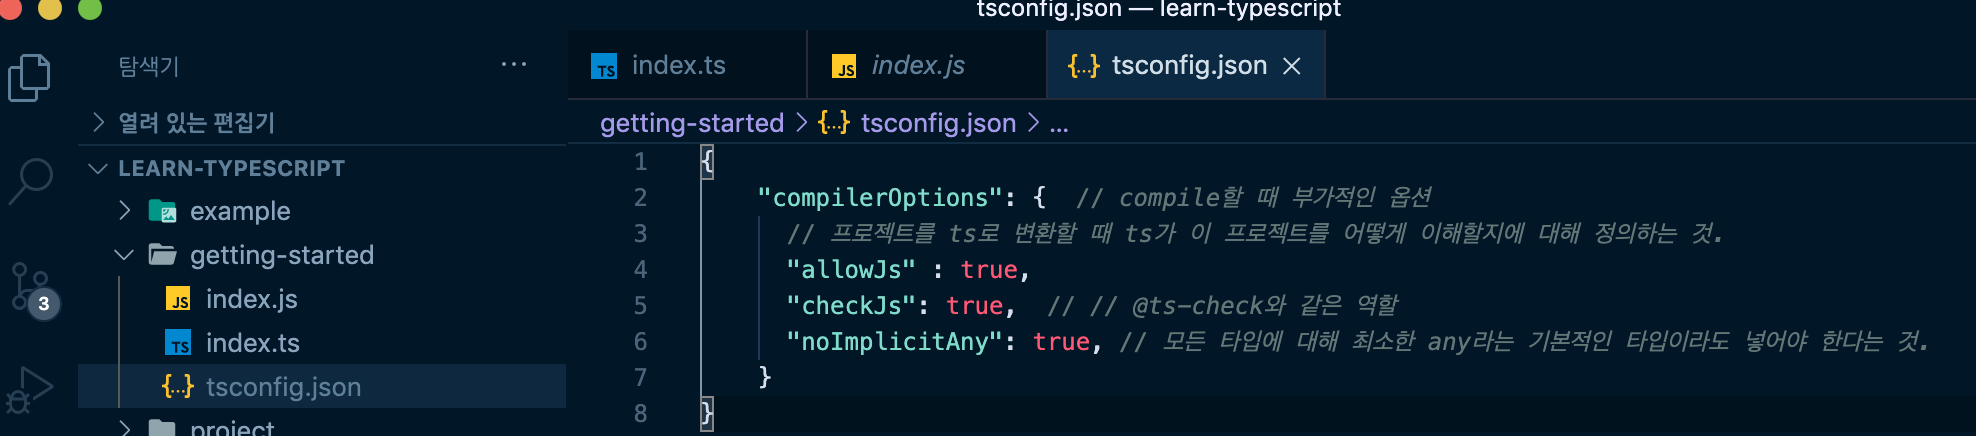 tsconfig.json — learn-typescript
탐색기 ...
열려 있는 편집기
LEARN-TYPESCRIPT
example
getting-started
JS index.js
TS index.ts
{...} tsconfig.json
project
3
TS index.ts JS index.js {...} tsconfig.json ×
getting-started > {...} tsconfig.json > ...
1 {
2 "compilerOptions": { // compile할 때 부가적인 옵션
3 // 프로젝트를 ts로 변환할 때 ts가 이 프로젝트를 어떻게 이해할지에 대해 정의하는 것.
4 "allowJs" : true,
5 "checkJs": true, // // @ts-check와 같은 역할
6 "noImplicitAny": true, // 모든 타입에 대해 최소한 any라는 기본적인 타입이라도 넣어야 한다는 것.
7 }
8 }